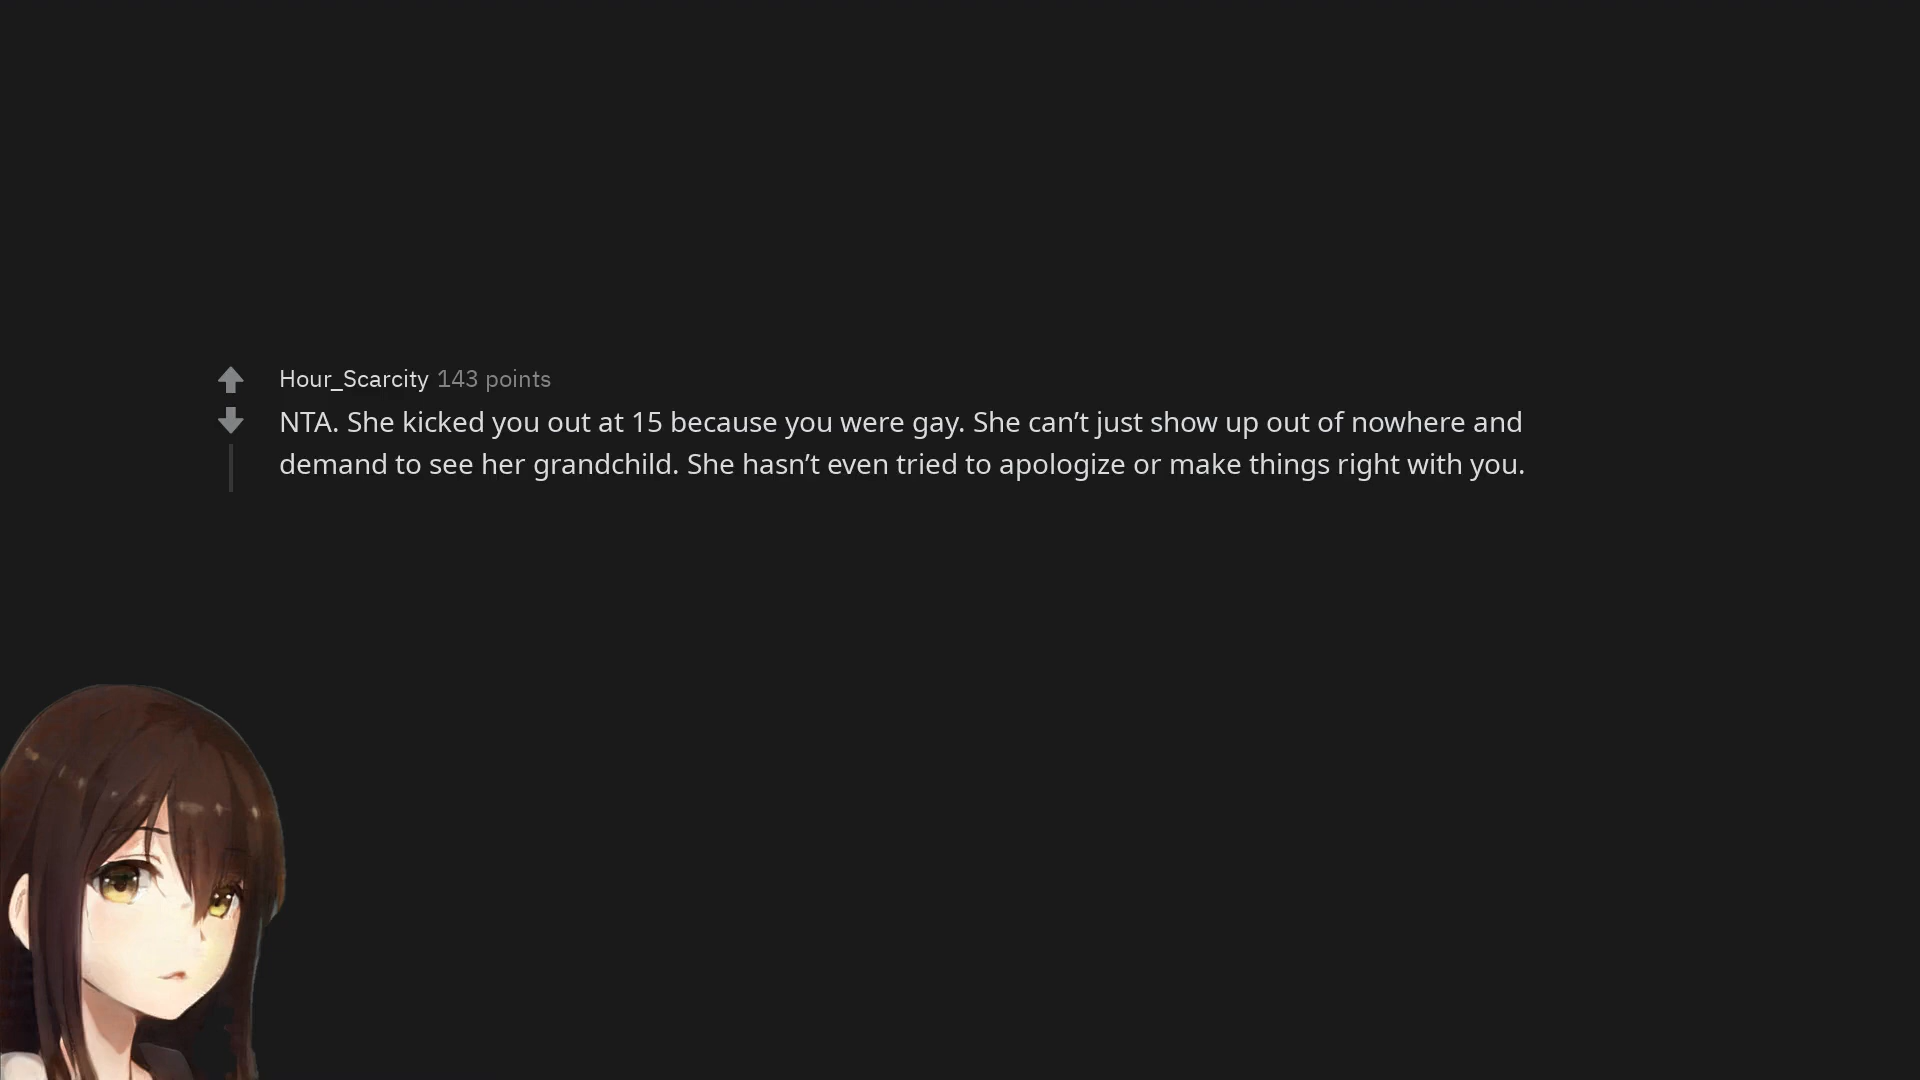 Hour_Scarcity 143 points
NTA. She kicked you out at 15 because you were gay. She can’t just show up out of nowhere and
demand to see her grandchild. She hasn’t even tried to apologize or make things right with you.